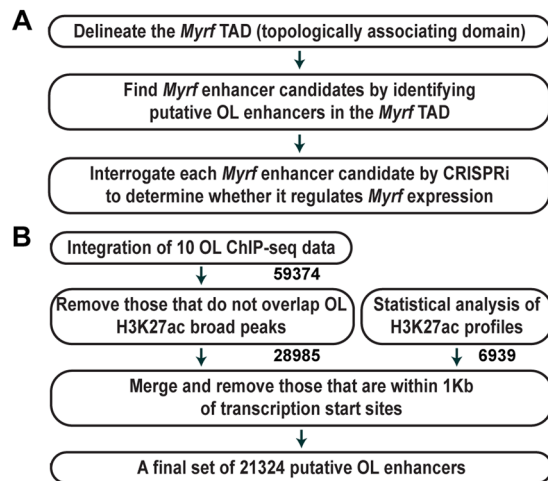 A
Delineate the Myrf TAD (topologically associating domain)
Find Myrf enhancer candidates by identifying
putative OL enhancers in the Myrf TAD
Interrogate each Myrf enhancer candidate by CRISPRi
to determine whether it regulates Myrf expression
B
Integration of 10 OL ChIP-seq data
59374
Remove those that do not overlap OL
H3K27ac broad peaks
Statistical analysis of
H3K27ac profiles
28985
6939
Merge and remove those that are within 1Kb
of transcription start sites
A final set of 21324 putative OL enhancers